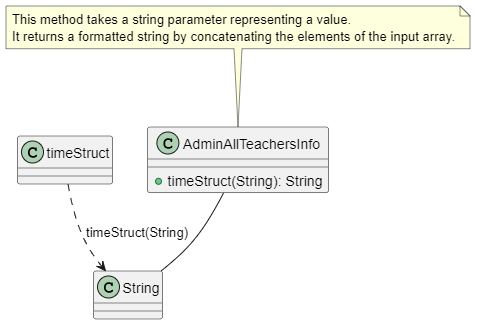 This method takes a string parameter representing a value.
It returns a formatted string by concatenating the elements of the input array.
C timeStruct
C AdminAllTeachersInfo
timeStruct(String): String
timeStruct(String)
C String